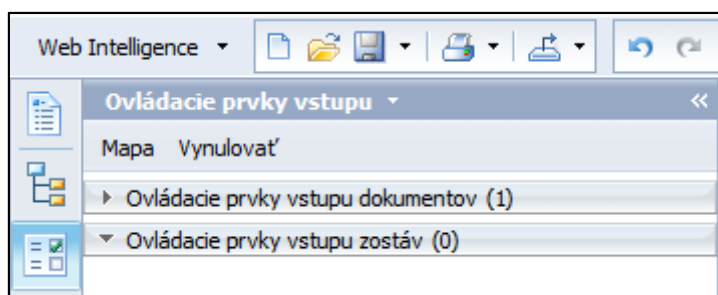 Web Intelligence
Ovládacie prvky vstupu
Mapa Vynulovať
Ovládacie prvky vstupu dokumentov (1)
Ovládacie prvky vstupu zostáv (0)